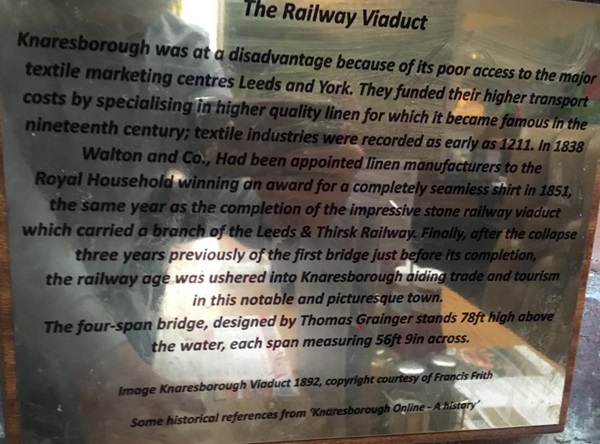 The Railway Viaduct
Knaresborough was at a disadvantage because of its poor access to the major
textile marketing centres Leeds and York. They funded their higher transport
costs by specialising in higher quality linen for which it became famous in the
nineteenth century; textile industries were recorded as early as 1211. In 1838
Walton and Co., Had been appointed linen manufacturers to the
Royal Household winning an award for a completely seamless shirt in 1851,
the same year as the completion of the impressive stone railway viaduct
which carried a branch of the Leeds & Thirsk Railway. Finally, after the collapse
three years previously of the first bridge just before its completion,
the railway age was ushered into Knaresborough aiding trade and tourism
in this notable and picturesque town.
The four-span bridge, designed by Thomas Grainger stands 78ft high above
the water, each span measuring 56ft 9in across.
Image Knaresborough Viaduct 1892, copyright courtesy of Francis Frith
Some historical references from 'Knaresborough Online - A history'